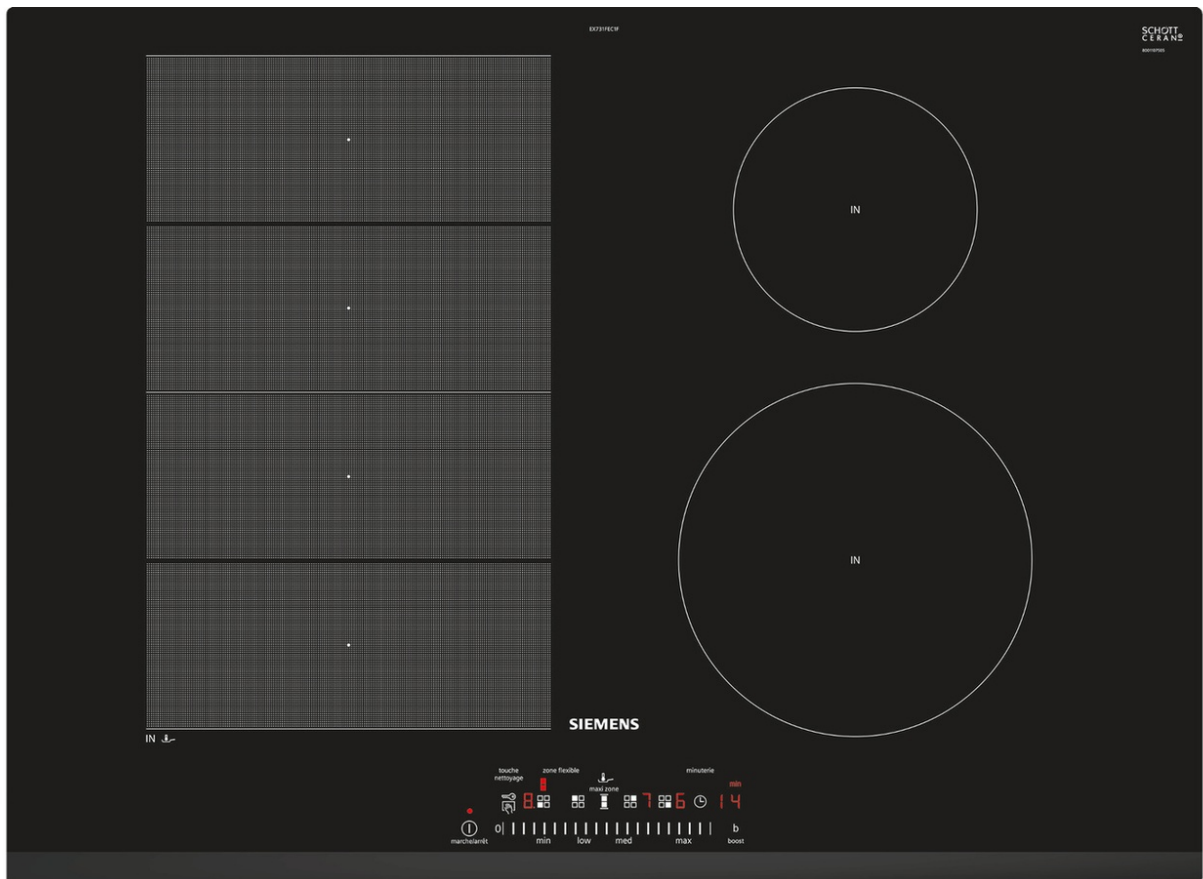 EX731FEC1F
SCHOTT
CERAN
IN
IN
SIEMENS
IN
touche
nettoyage
zone flexible
maxi zone
minuterie
min
8.
7
6
14
marche/arrêt
0
min
low
med
max
b
boost